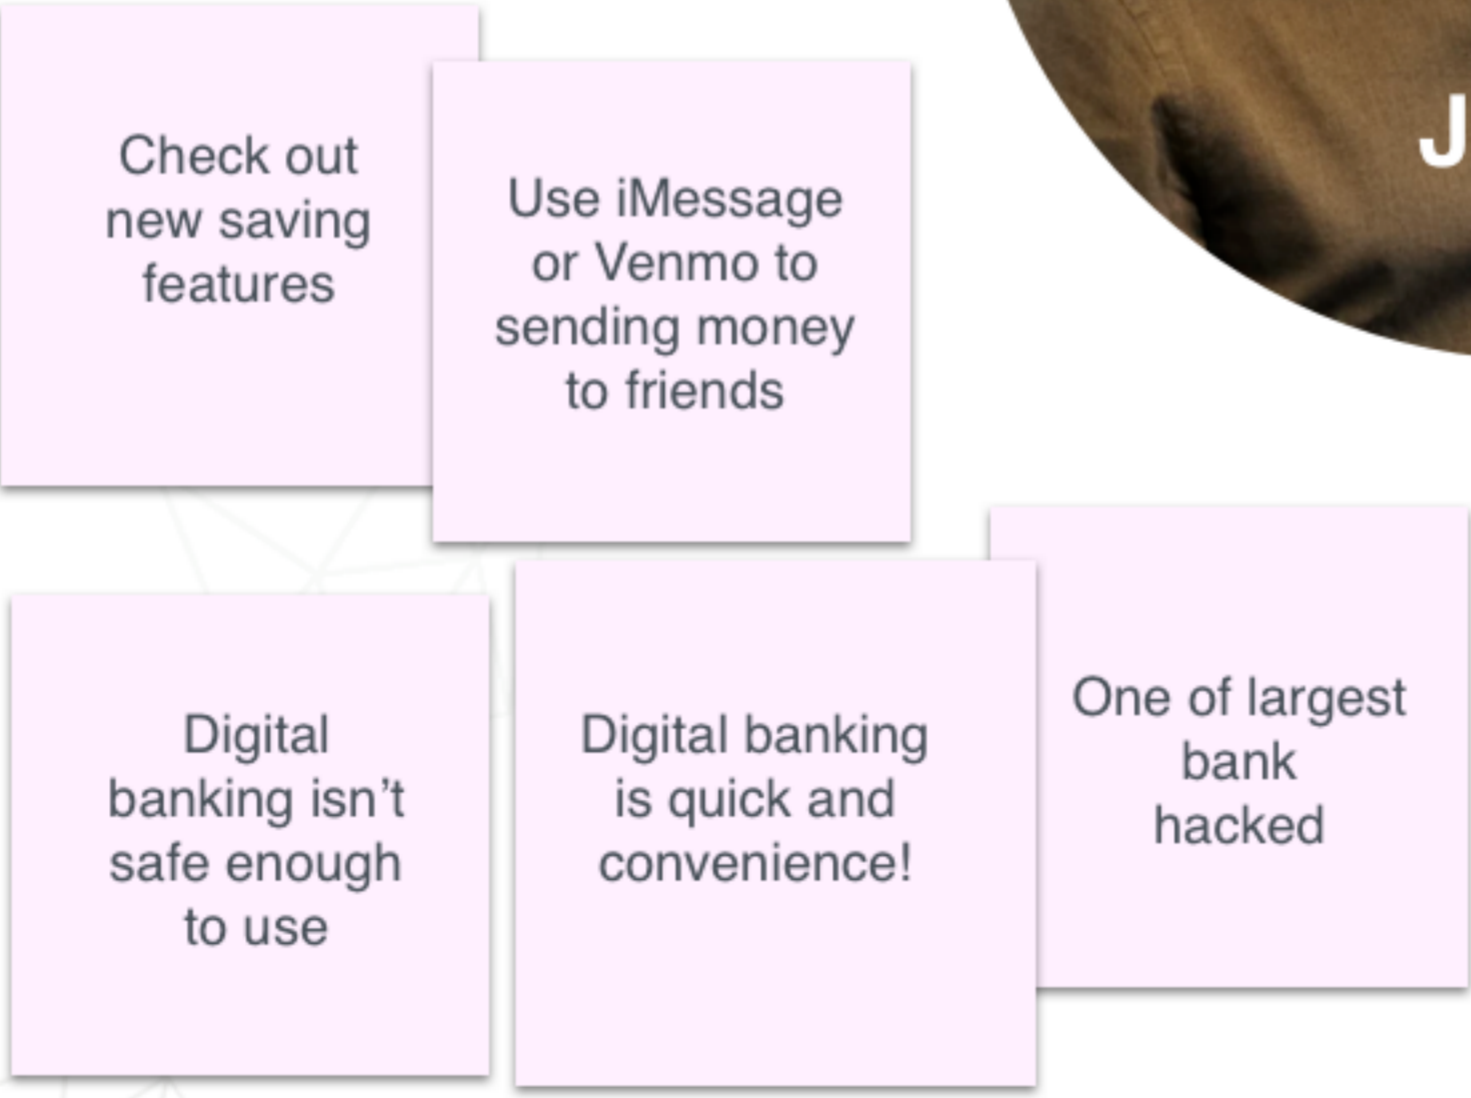 Check out
new saving
features
Use iMessage
or Venmo to
sending money
to friends
J
Digital
banking isn’t
safe enough
to use
Digital banking
is quick and
convenience!
One of largest
bank
hacked